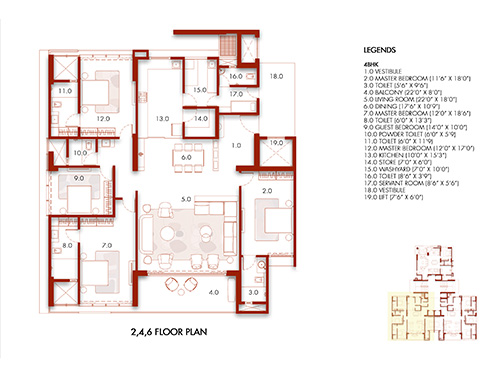 LEGENDS
4BHK
1.0 VESTIBULE
2.0 MASTER BEDROOM (11'6" X 18'0")
3.0 TOILET (5'6" X 9'6")
4.0 BALCONY (22'0" X 8'0")
5.0 LIVING ROOM (22'0" X 18'0")
6.0 DINING (17'6" X 10'9")
7.0 MASTER BEDROOM (12'0" X 18'6")
8.0 TOILET (6'0" X 13'3")
9.0 GUEST BEDROOM (14'0" X 10'0")
10.0 POWDER TOILET (6'0" X 5'9)
11.0 TOILET (6'0" X 11'9)
12.0 MASTER BEDROOM (12'0" X 17'0")
13.0 KITCHEN (10'0" X 15'3")
14.0 STORE (7'0" X 6'0")
15.0 WASHYARD (7'0" X 10'0")
16.0 TOILET (8'6" X 3'9")
17.0 SERVANT ROOM (8'6" X 5'6")
18.0 VESTIBULE
19.0 LIFT (7'6" X 6'0")
16.0
18.0
11.0
15.0
17.0
12.0
13.0
14.0
1.0
19.0
10.0
6.0
9.0
2.0
5.0
8.0
7.0
4.0
3.0
2,4,6 FLOOR PLAN